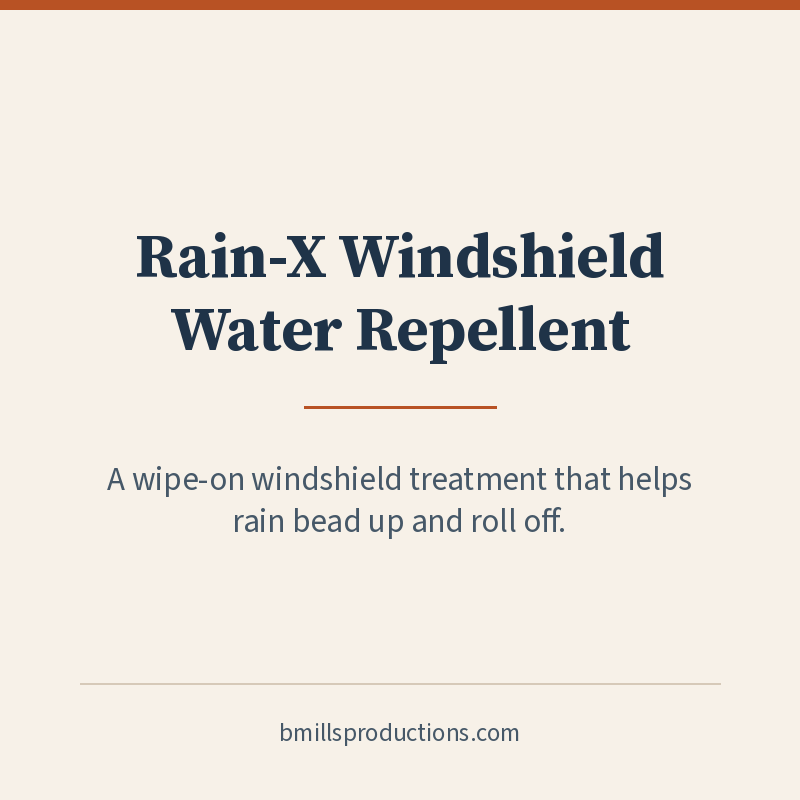 Rain-X Windshield
Water Repellent
A wipe-on windshield treatment that helps
rain bead up and roll off.
bmillsproductions.com